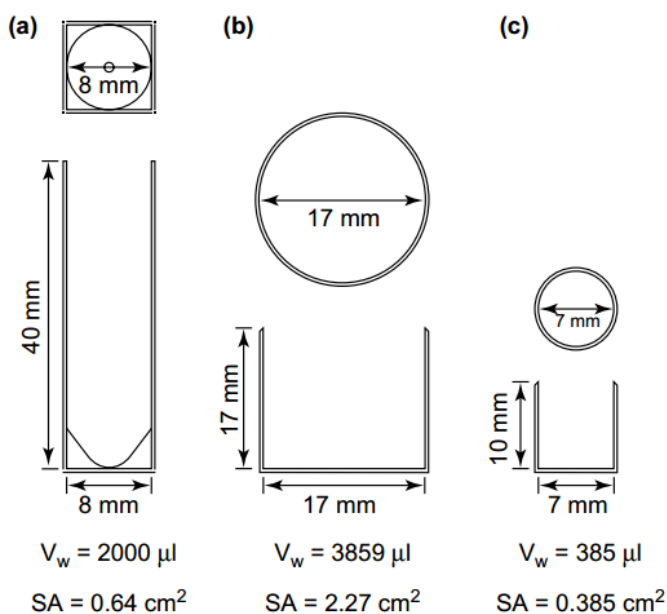 (a)
8 mm
40 mm
8 mm
V_w = 2000 μl
SA = 0.64 cm²
(b)
17 mm
17 mm
17 mm
V_w = 3859 μl
SA = 2.27 cm²
(c)
7 mm
10 mm
7 mm
V_w = 385 μl
SA = 0.385 cm²